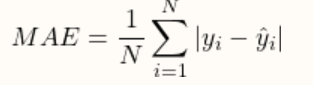 MAE = \frac{1}{N} \sum_{i=1}^{N} |y_i - \hat{y}_i|